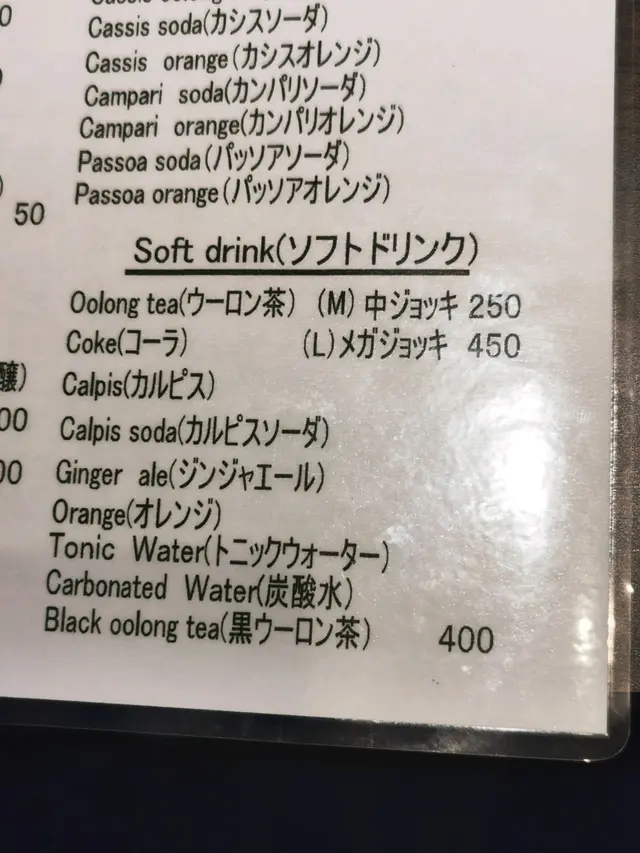 0
Cassis soda(カシスソーダ)
Cassis orange(カシスオレンジ)
Campari soda(カンパリソーダ)
Campari orange(カンパリオレンジ)
Passoa soda(パッソアソーダ)
Passoa orange(パッソアオレンジ)
50
Soft drink(ソフトドリンク)
Oolong tea(ウーロン茶) (M)中ジョッキ 250
Coke(コーラ) (L)メガジョッキ 450
醸) Calpis(カルピス)
00 Calpis soda(カルピスソーダ)
00 Ginger ale(ジンジャエール)
Orange(オレンジ)
Tonic Water(トニックウォーター)
Carbonated Water(炭酸水)
Black oolong tea(黒ウーロン茶) 400